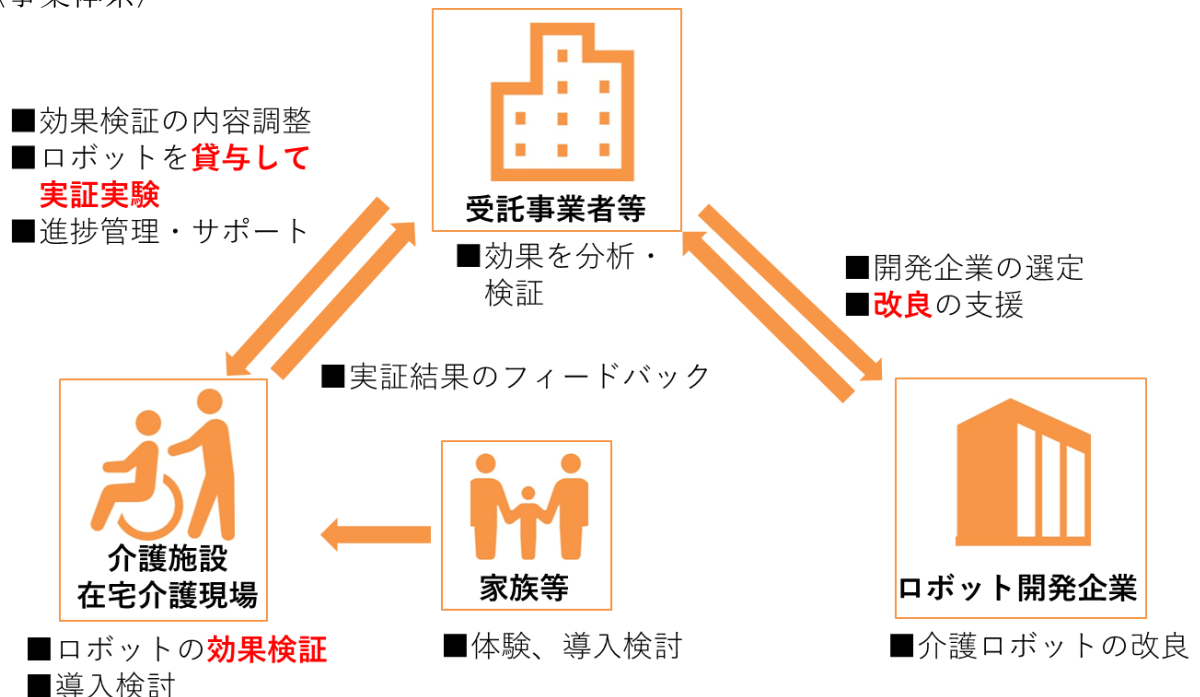 (事業体系)
■効果検証の内容調整
■ロボットを貸与して
実証実験
■進捗管理・サポート
受託事業者等
■効果を分析・
検証
■開発企業の選定
■改良の支援
■実証結果のフィードバック
介護施設
在宅介護現場
■ロボットの効果検証
■導入検討
家族等
■体験、導入検討
ロボット開発企業
■介護ロボットの改良